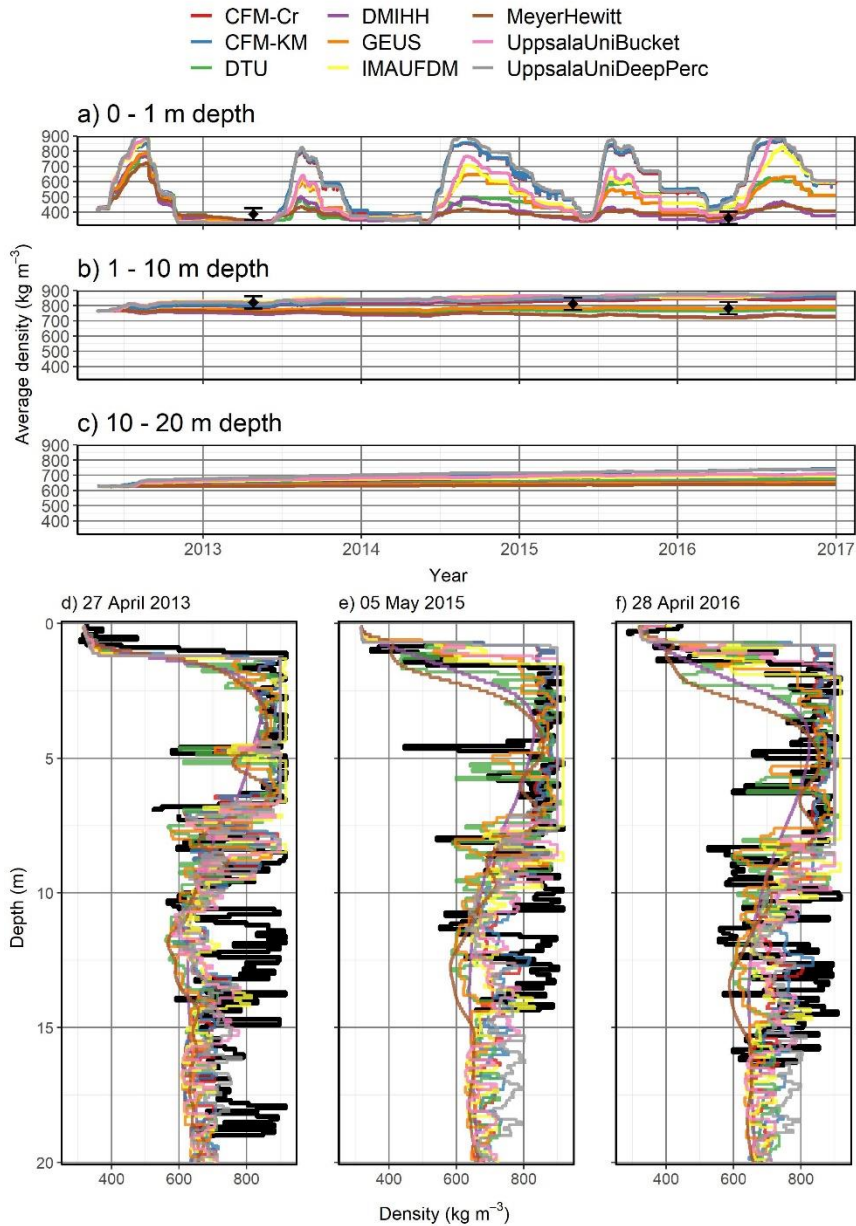 CFM-Cr DMIHH MeyerHewitt
CFM-KM GEUS UppsalaUniBucket
DTU IMAUFDM UppsalaUniDeepPerc
a) 0 - 1 m depth
900
800
700
600
500
400
b) 1 - 10 m depth
900
800
700
600
500
400
Average density (kg m⁻³)
c) 10 - 20 m depth
900
800
700
600
500
400
2013 2014 2015 2016 2017
Year
d) 27 April 2013 e) 05 May 2015 f) 28 April 2016
0
5
10
15
20
Depth (m)
400 600 800 400 600 800 400 600 800
Density (kg m⁻³)